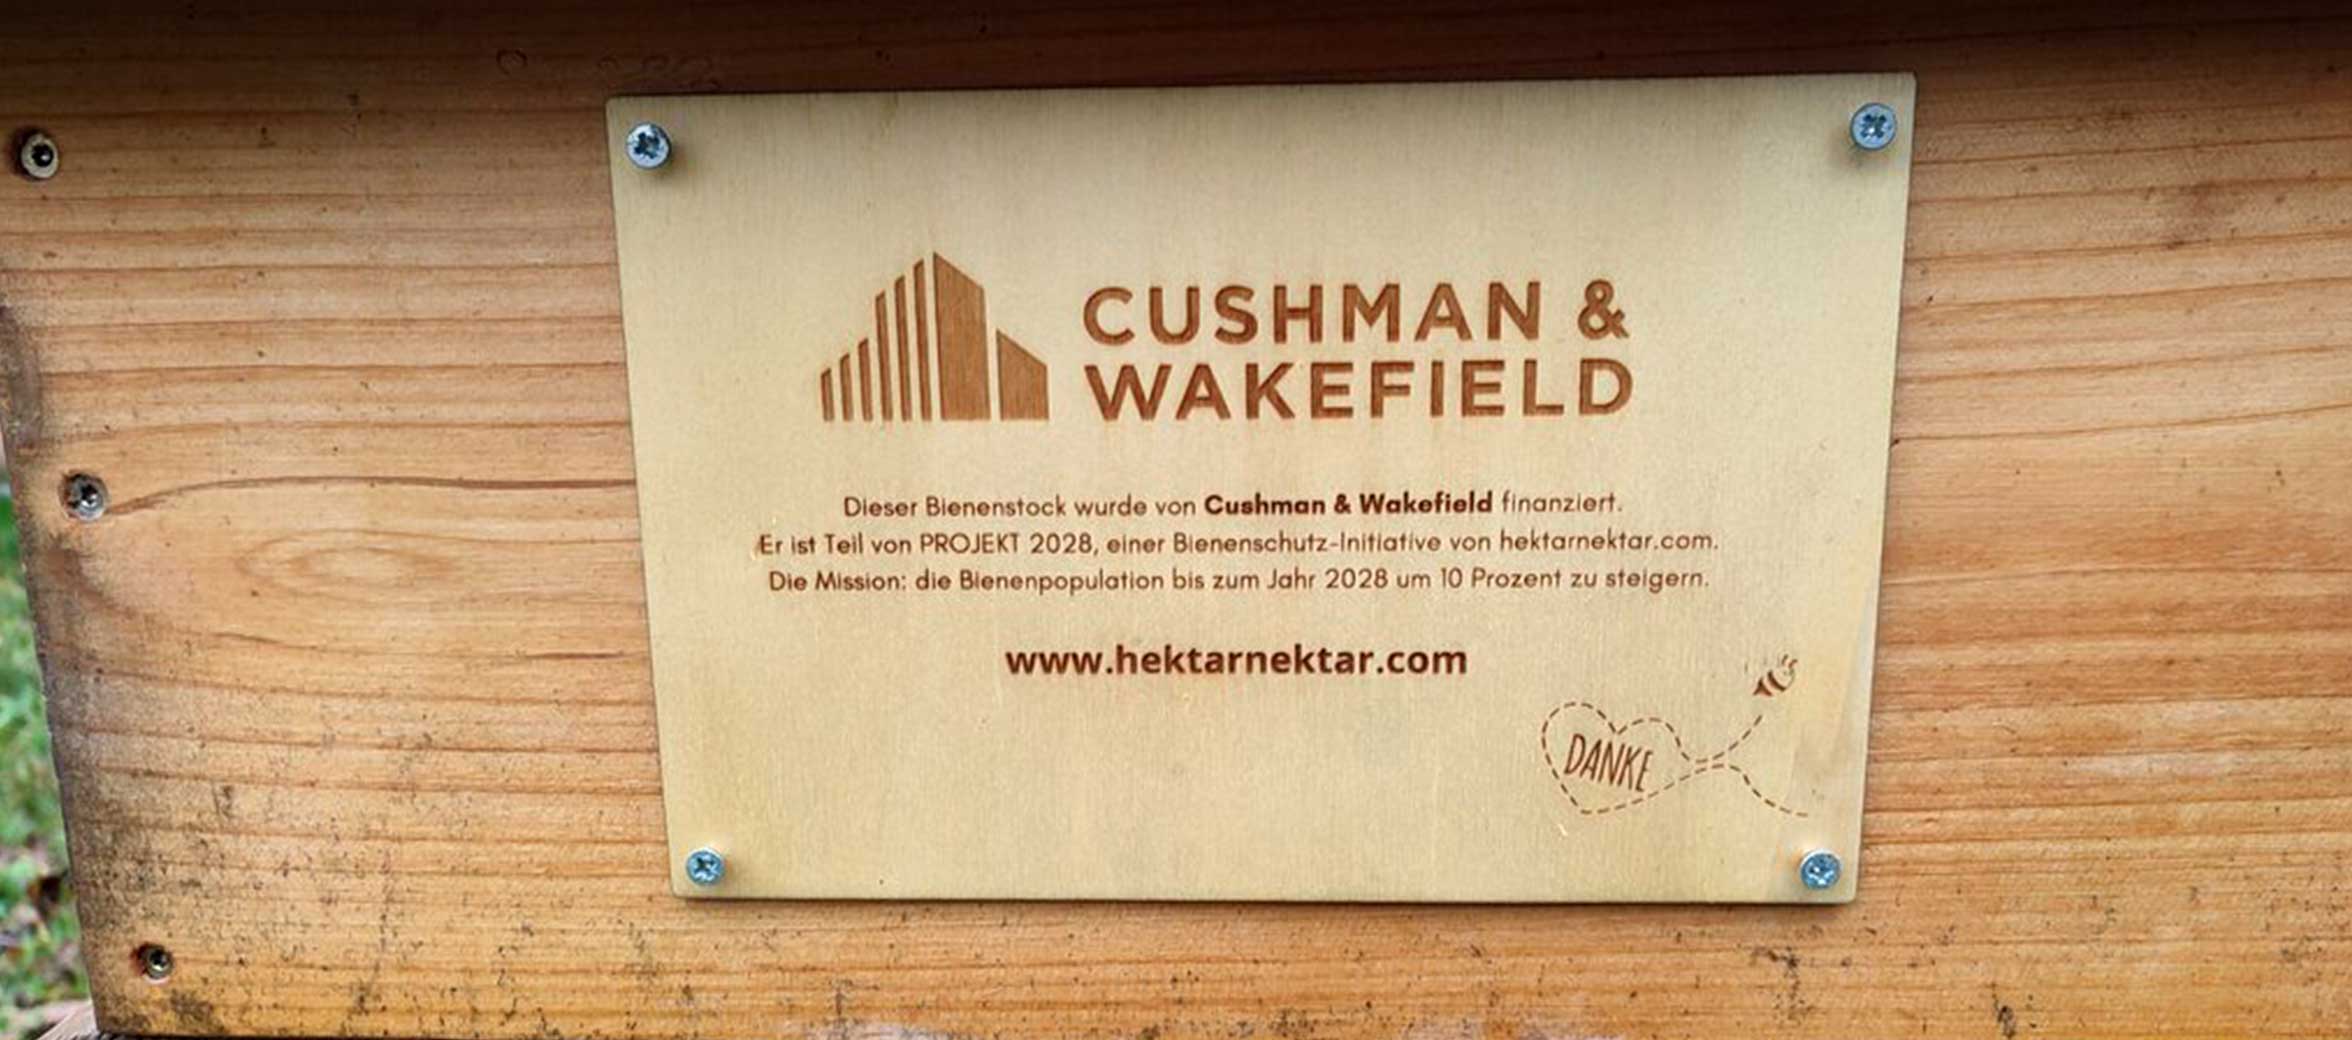 CUSHMAN &
WAKEFIELD
Dieser Bienenstock wurde von Cushman & Wakefield finanziert.
Er ist Teil von PROJEKT 2028, einer Bienenschutz-Initiative von hektarnektar.com.
Die Mission: die Bienenpopulation bis zum Jahr 2028 um 10 Prozent zu steigern.
www.hektarnektar.com
DANKE